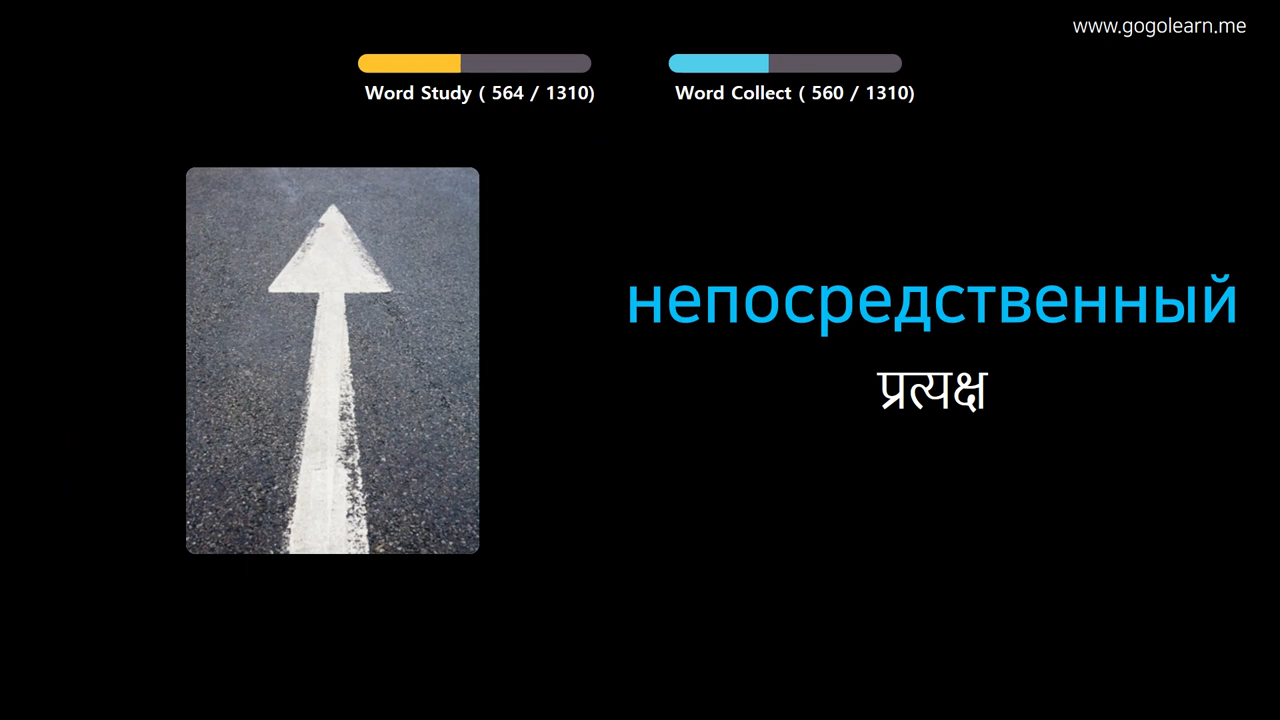 www.gogolearn.me
Word Study ( 564 / 1310)
Word Collect ( 560 / 1310)
непосредственный
प्रत्यक्ष